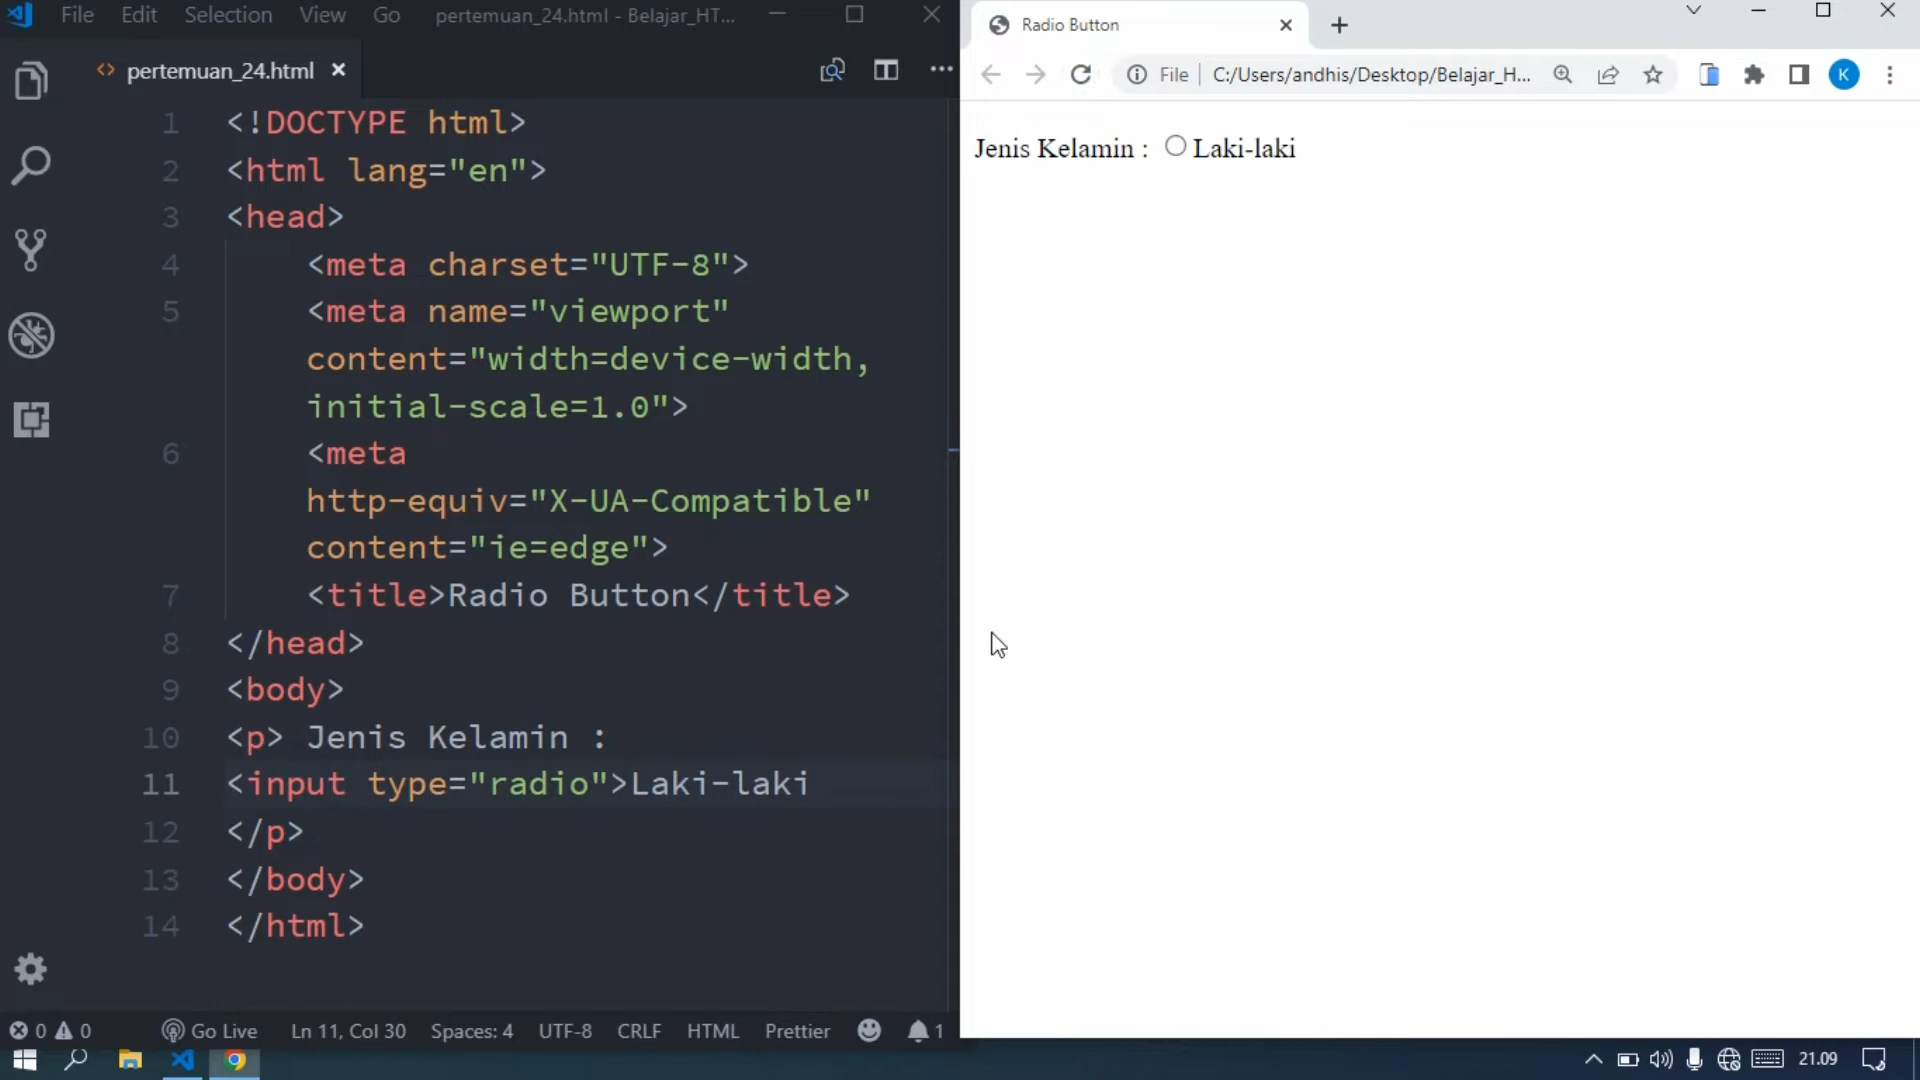 File Edit Selection View Go pertemuan_24.html - Belajar_HT...
pertemuan_24.html
1 <!DOCTYPE html>
2 <html lang="en">
3 <head>
4 <meta charset="UTF-8">
5 <meta name="viewport"
content="width=device-width,
initial-scale=1.0">
6 <meta
http-equiv="X-UA-Compatible"
content="ie=edge">
7 <title>Radio Button</title>
8 </head>
9 <body>
10 <p> Jenis Kelamin :
11 <input type="radio">Laki-laki
12 </p>
13 </body>
14 </html>
0 0 Go Live Ln 11, Col 30 Spaces: 4 UTF-8 CRLF HTML Prettier 1
Radio Button
File C:/Users/andhis/Desktop/Belajar_H... K
Jenis Kelamin : Laki-laki
21.09